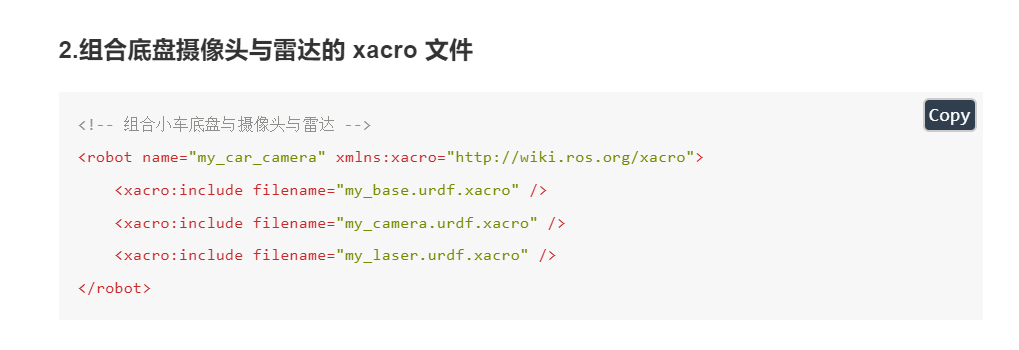 2.组合底盘摄像头与雷达的 xacro 文件
Copy
<!-- 组合小车底盘与摄像头与雷达 -->
<robot name="my_car_camera" xmlns:xacro="http://wiki.ros.org/xacro">
    <xacro:include filename="my_base.urdf.xacro" />
    <xacro:include filename="my_camera.urdf.xacro" />
    <xacro:include filename="my_laser.urdf.xacro" />
</robot>